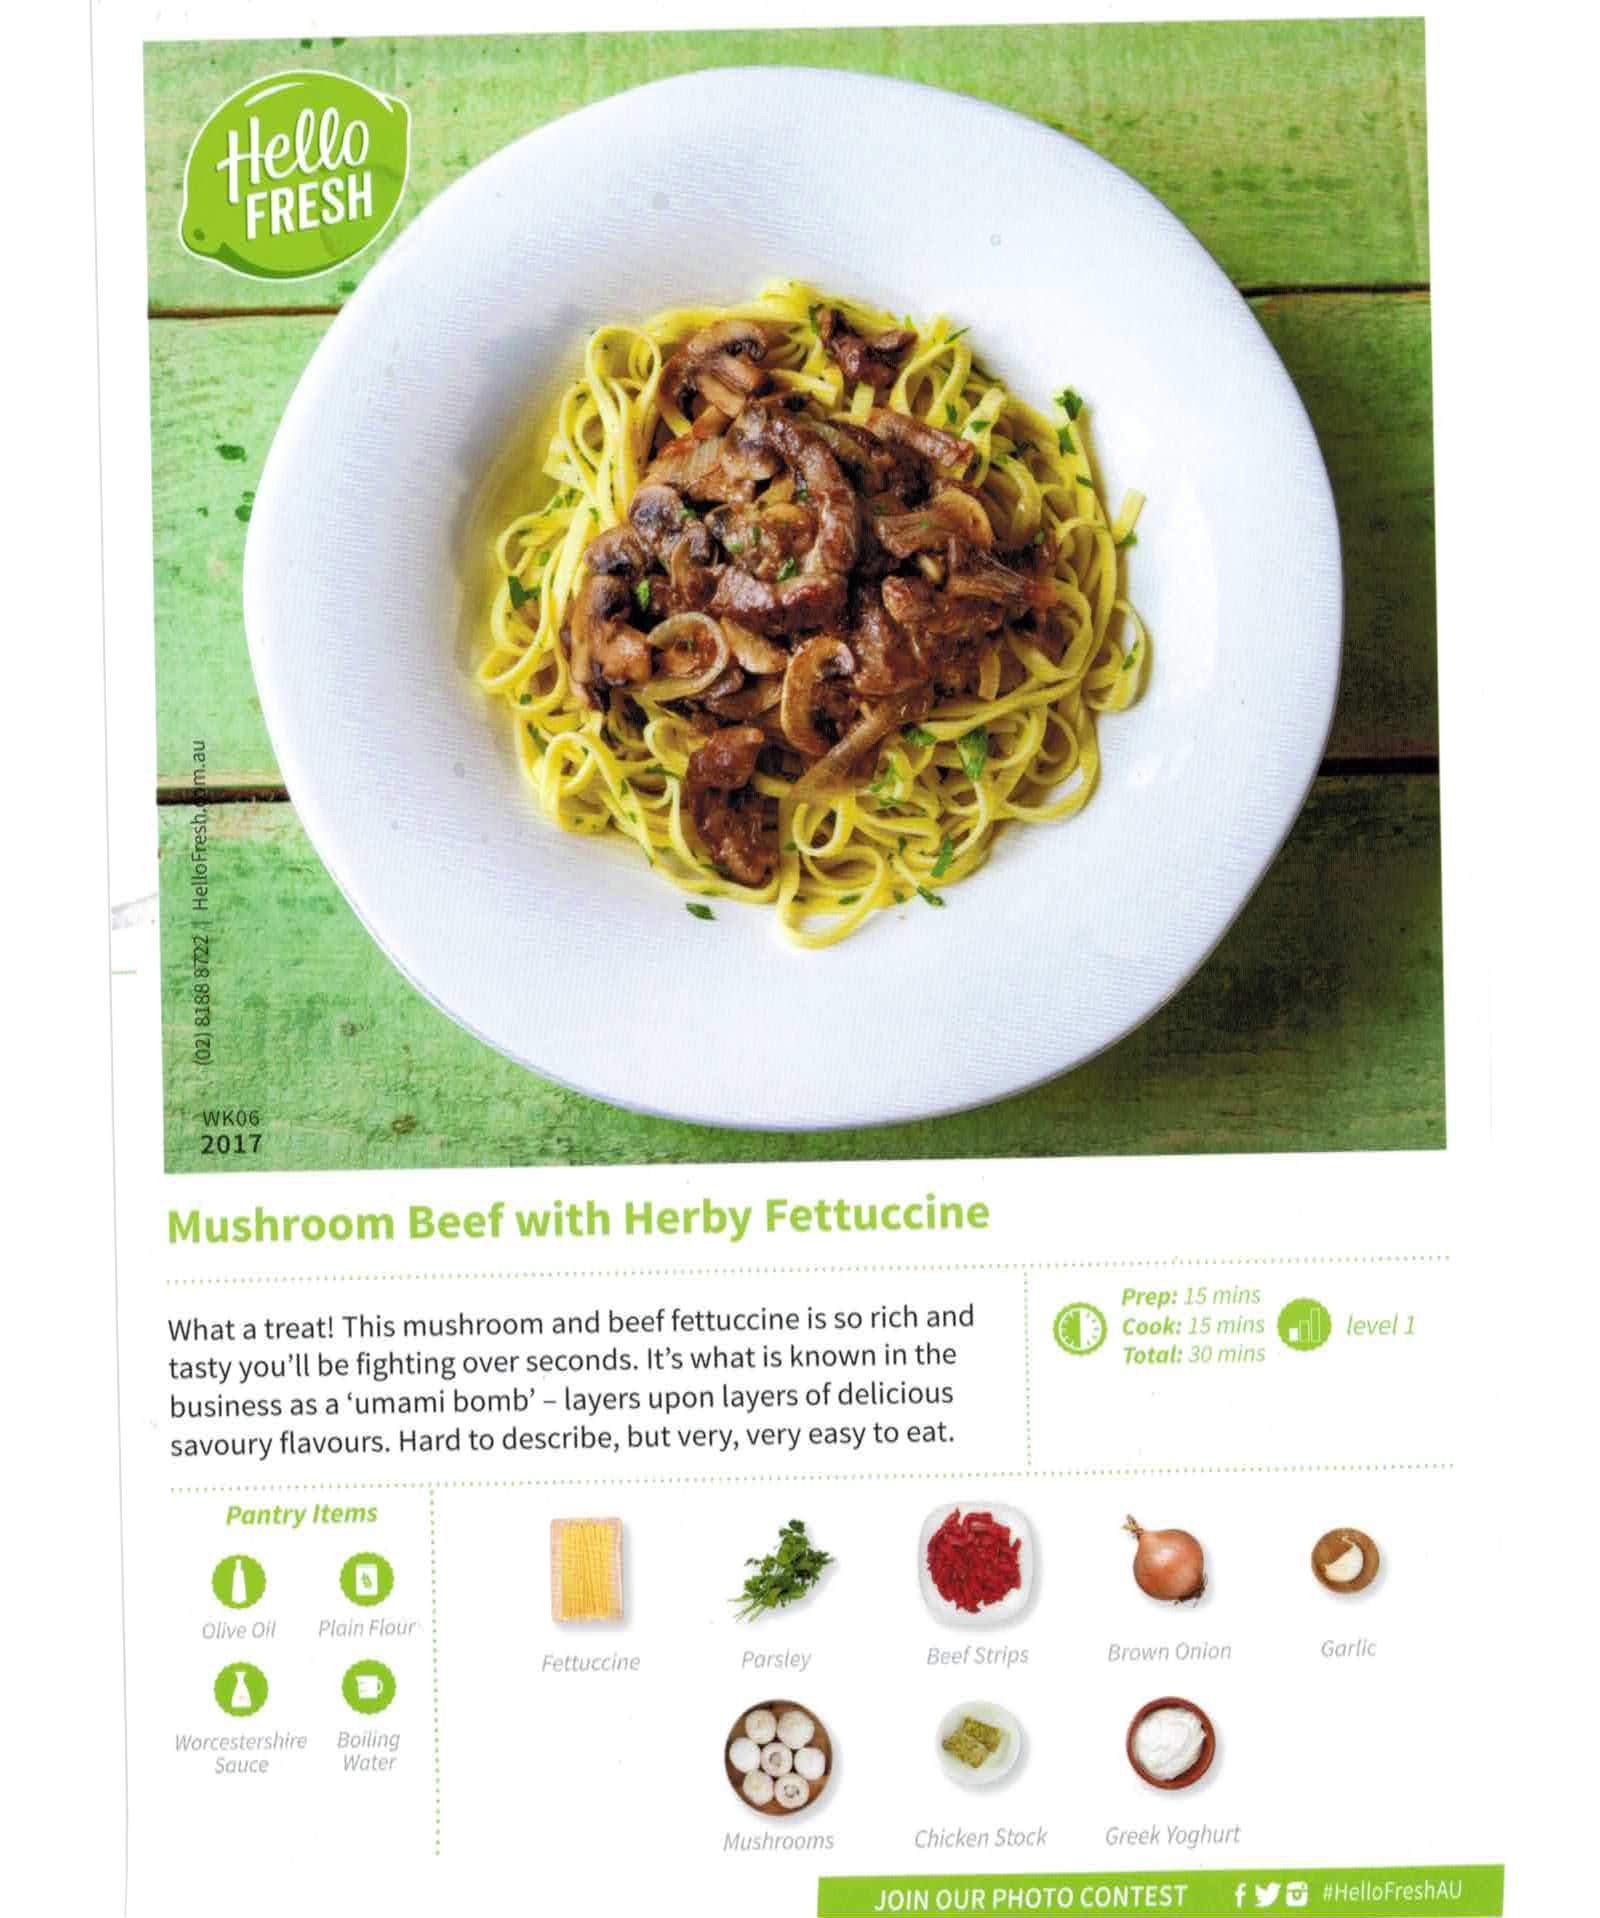 Hello
FRESH
(02) 8188 8722 | HelloFresh.com.au
WK06
2017
Mushroom Beef with Herby Fettuccine
What a treat! This mushroom and beef fettuccine is so rich and
tasty you'll be fighting over seconds. It's what is known in the
business as a 'umami bomb' – layers upon layers of delicious
savoury flavours. Hard to describe, but very, very easy to eat.
Prep: 15 mins
Cook: 15 mins
Total: 30 mins
level 1
Pantry Items
Olive Oil
Plain Flour
Worcestershire
Sauce
Boiling
Water
Fettuccine
Parsley
Beef Strips
Brown Onion
Garlic
Mushrooms
Chicken Stock
Greek Yoghurt
JOIN OUR PHOTO CONTEST
#HelloFreshAU